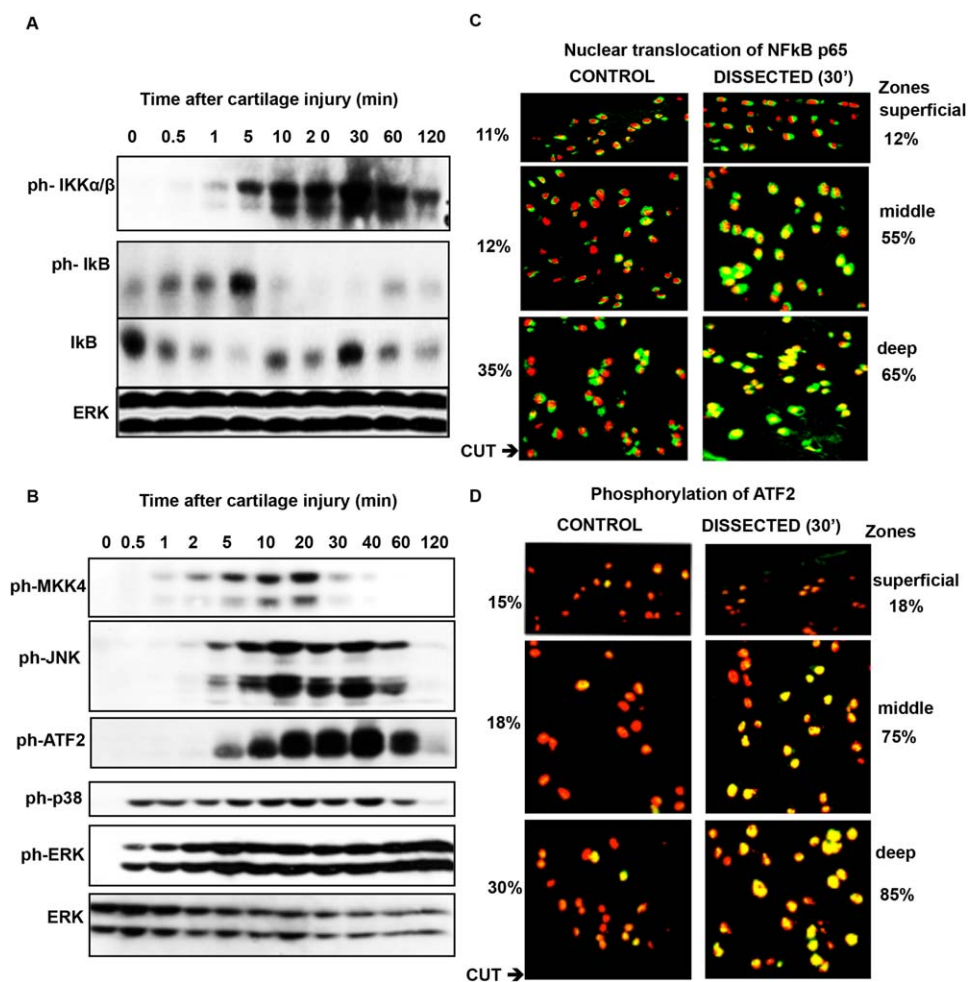 A
Time after cartilage injury (min)
0 0.5 1 5 10 2 0 30 60 120
ph- IKKα/β
ph- IkB
IkB
ERK
B
Time after cartilage injury (min)
0 0.5 1 2 5 10 20 30 40 60 120
ph-MKK4
ph-JNK
ph-ATF2
ph-p38
ph-ERK
ERK
C
Nuclear translocation of NFkB p65
CONTROL DISSECTED (30') Zones
superficial
11% 12%
middle
12% 55%
deep
35% 65%
CUT ➔
D
Phosphorylation of ATF2
CONTROL DISSECTED (30') Zones
superficial
15% 18%
middle
18% 75%
deep
30% 85%
CUT ➔